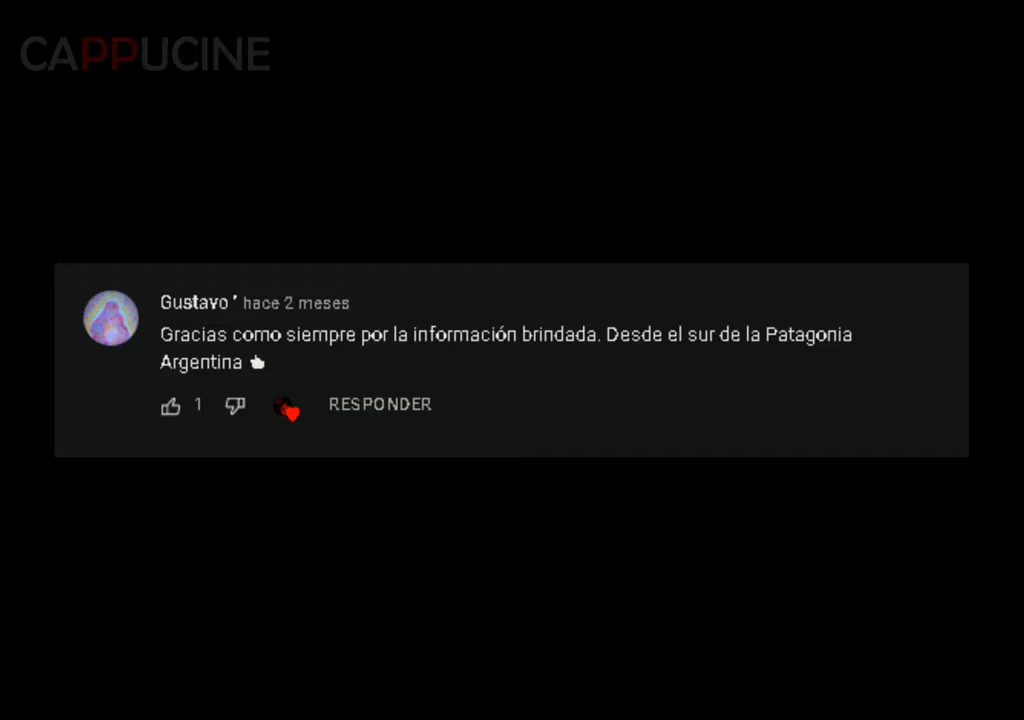 CAPPUCINE
Gustavo ' hace 2 meses
Gracias como siempre por la información brindada. Desde el sur de la Patagonia
Argentina
1 RESPONDER